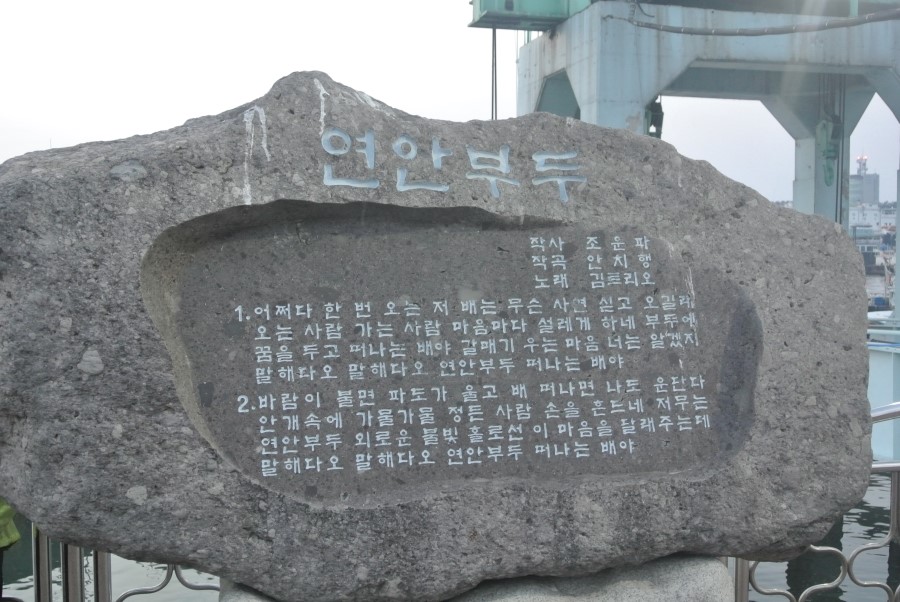 연안부두
작사 조운파
작곡 안치행
노래 김트리오
1. 어쩌다 한 번 오는 저 배는 무슨 사연 싣고 오길래
오는 사람 가는 사람 마음마다 설레게 하네 부두에
꿈을 두고 떠나는 배야 갈매기 우는 마음 너는 알겠지
말해다오 말해다오 연안부두 떠나는 배야
2. 바람이 불면 파도가 울고 배 떠나면 나도 운단다
안개속에 가물가물 정든 사람 손을 흔드네 저무는
연안부두 외로운 불빛 홀로선 이 마음을 달래주는데
말해다오 말해다오 연안부두 떠나는 배야